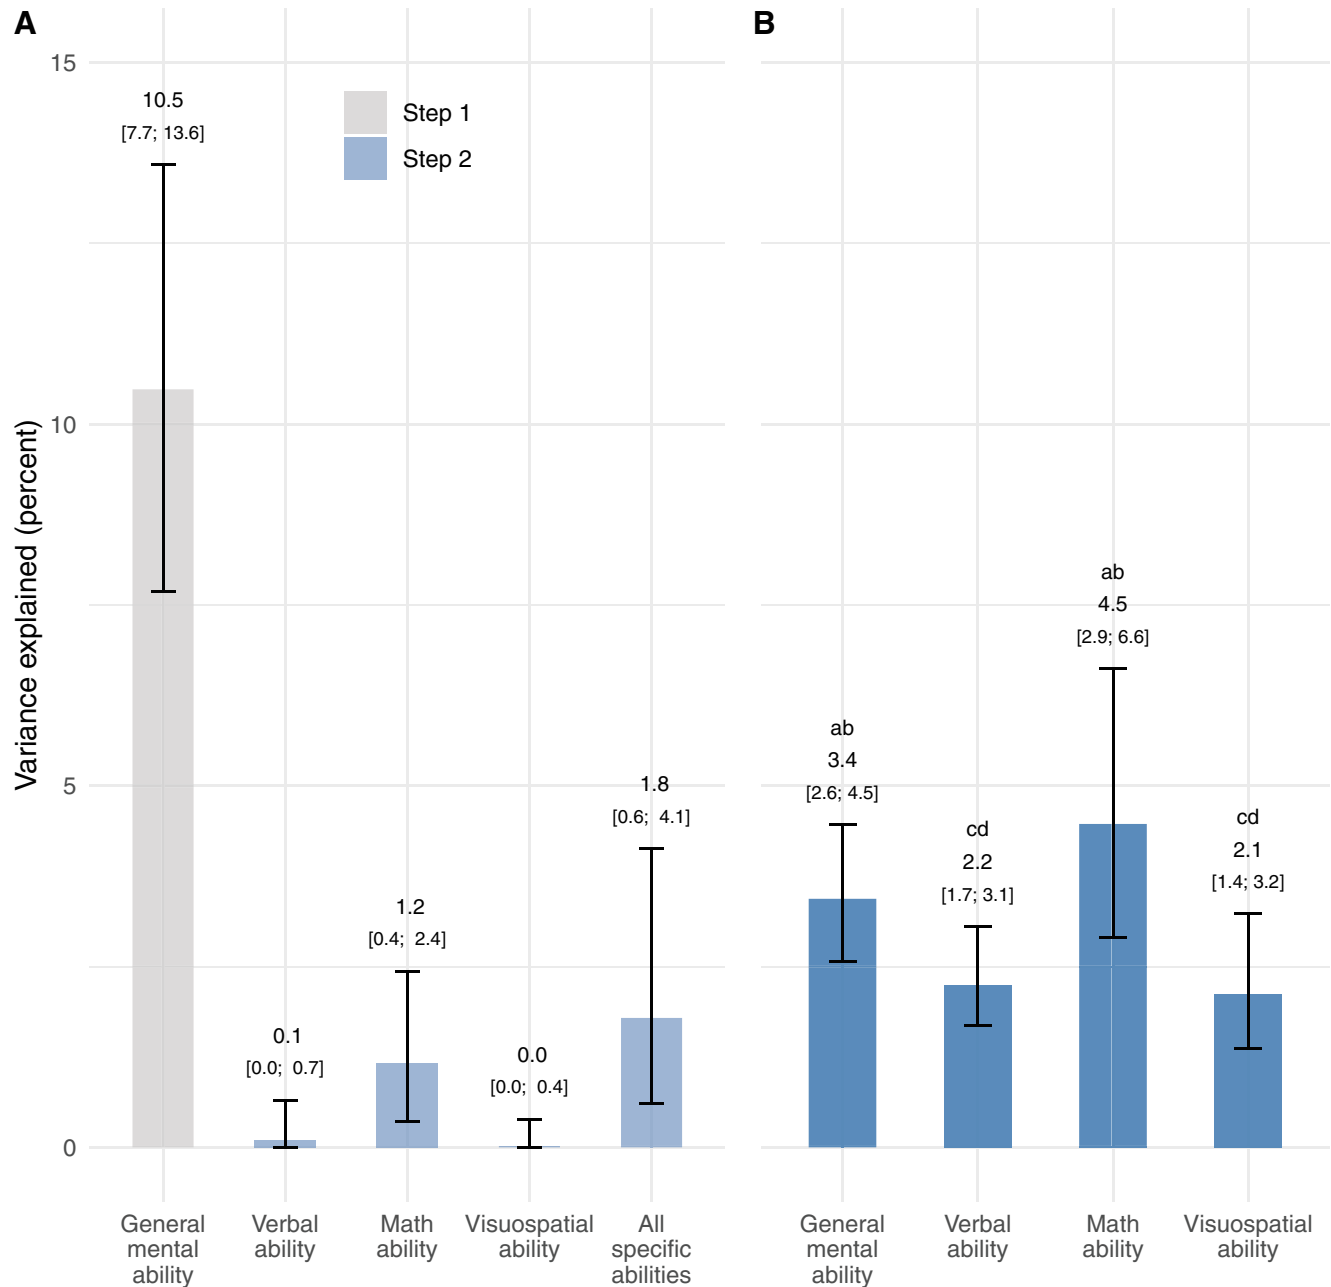 A
B
Variance explained (percent)
15
10
5
0
Step 1
Step 2
10.5
[7.7; 13.6]
0.1
[0.0; 0.7]
1.2
[0.4; 2.4]
0.0
[0.0; 0.4]
1.8
[0.6; 4.1]
General
mental
ability
Verbal
ability
Math
ability
Visuospatial
ability
All
specific
abilities
ab
3.4
[2.6; 4.5]
cd
2.2
[1.7; 3.1]
ab
4.5
[2.9; 6.6]
cd
2.1
[1.4; 3.2]
General
mental
ability
Verbal
ability
Math
ability
Visuospatial
ability